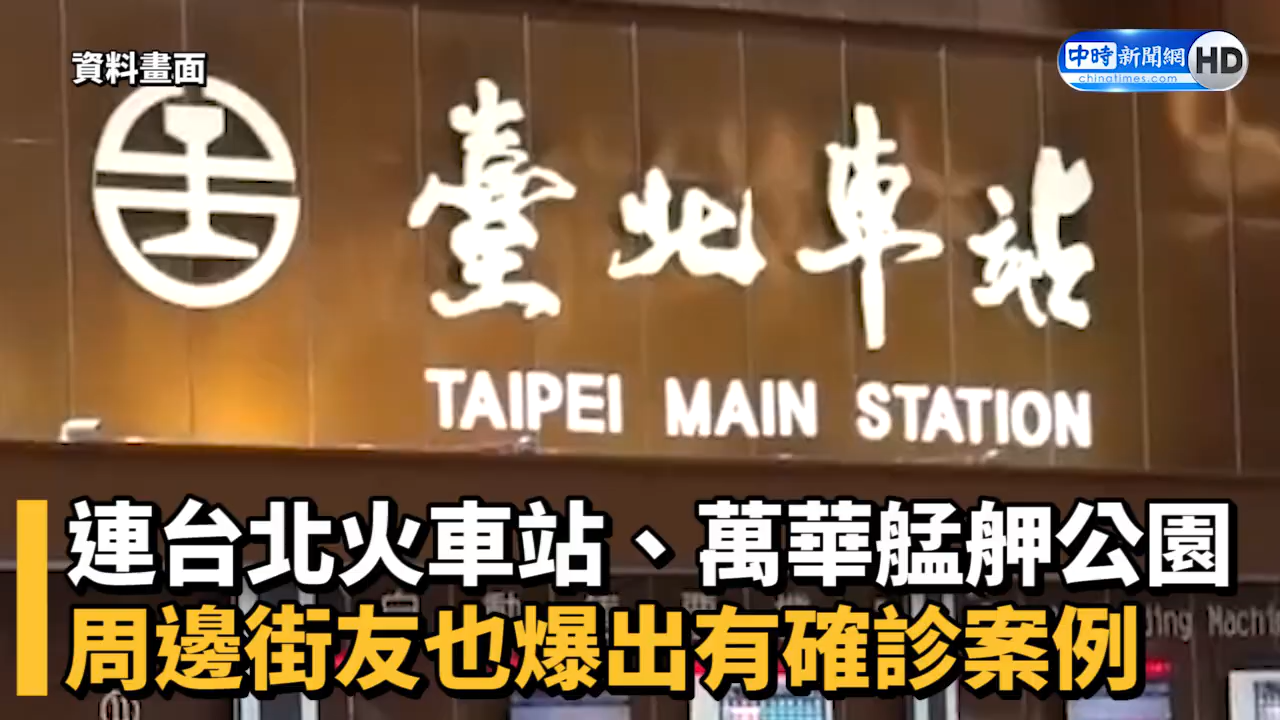 資料畫面
中時新聞網 HD
chinatimes.com
臺北車站
TAIPEI MAIN STATION
連台北火車站、萬華艋舺公園
周邊街友也爆出有確診案例